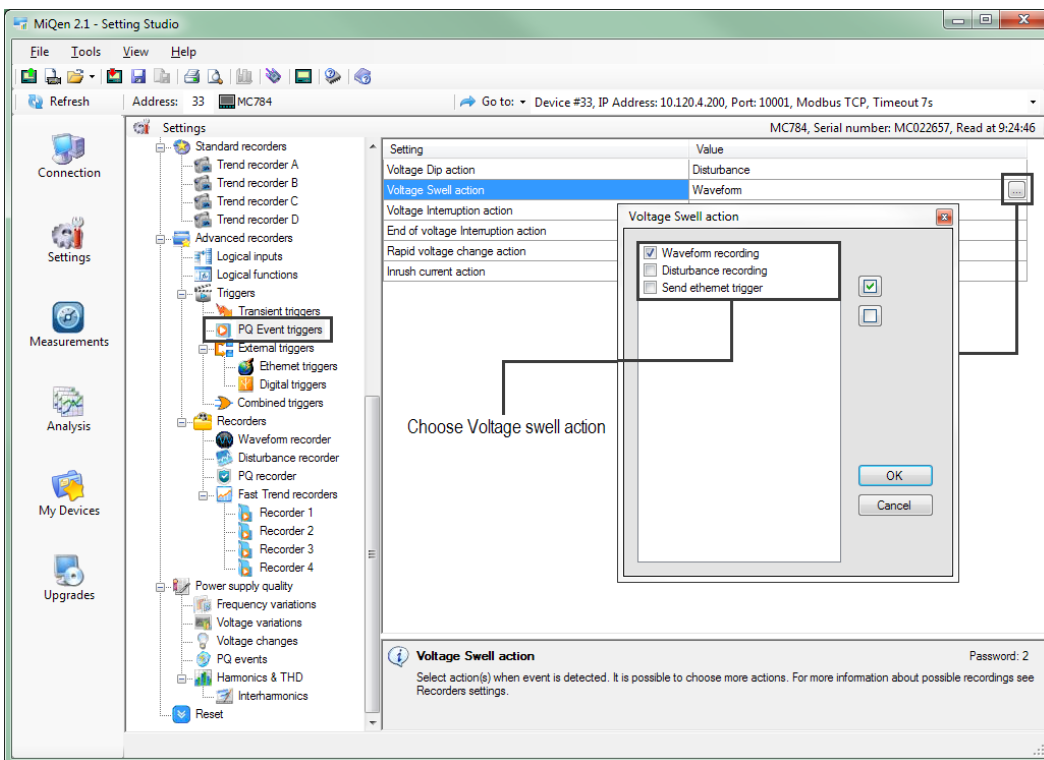 MiQen 2.1 - Setting Studio
File Tools View Help
Refresh Address: 33 MC784 Go to: Device #33, IP Address: 10.120.4.200, Port: 10001, Modbus TCP, Timeout 7s
Connection
Settings
Measurements
Analysis
My Devices
Upgrades
Settings MC784, Serial number: MC022657, Read at 9:24:46
Standard recorders
Trend recorder A
Trend recorder B
Trend recorder C
Trend recorder D
Advanced recorders
Logical inputs
Logical functions
Triggers
Transient triggers
PQ Event triggers
External triggers
Ethernet triggers
Digital triggers
Combined triggers
Recorders
Waveform recorder
Disturbance recorder
PQ recorder
Fast Trend recorders
Recorder 1
Recorder 2
Recorder 3
Recorder 4
Power supply quality
Frequency variations
Voltage variations
Voltage changes
PQ events
Harmonics & THD
Interharmonics
Reset
Setting Value
Voltage Dip action Disturbance
Voltage Swell action Waveform ...
Voltage Interruption action
End of voltage Interruption action
Rapid voltage change action
Inrush current action
Voltage Swell action
Waveform recording
Disturbance recording
Send ethernet trigger
OK
Cancel
Choose Voltage swell action
Voltage Swell action Password: 2
Select action(s) when event is detected. It is possible to choose more actions. For more information about possible recordings see
Recorders settings.